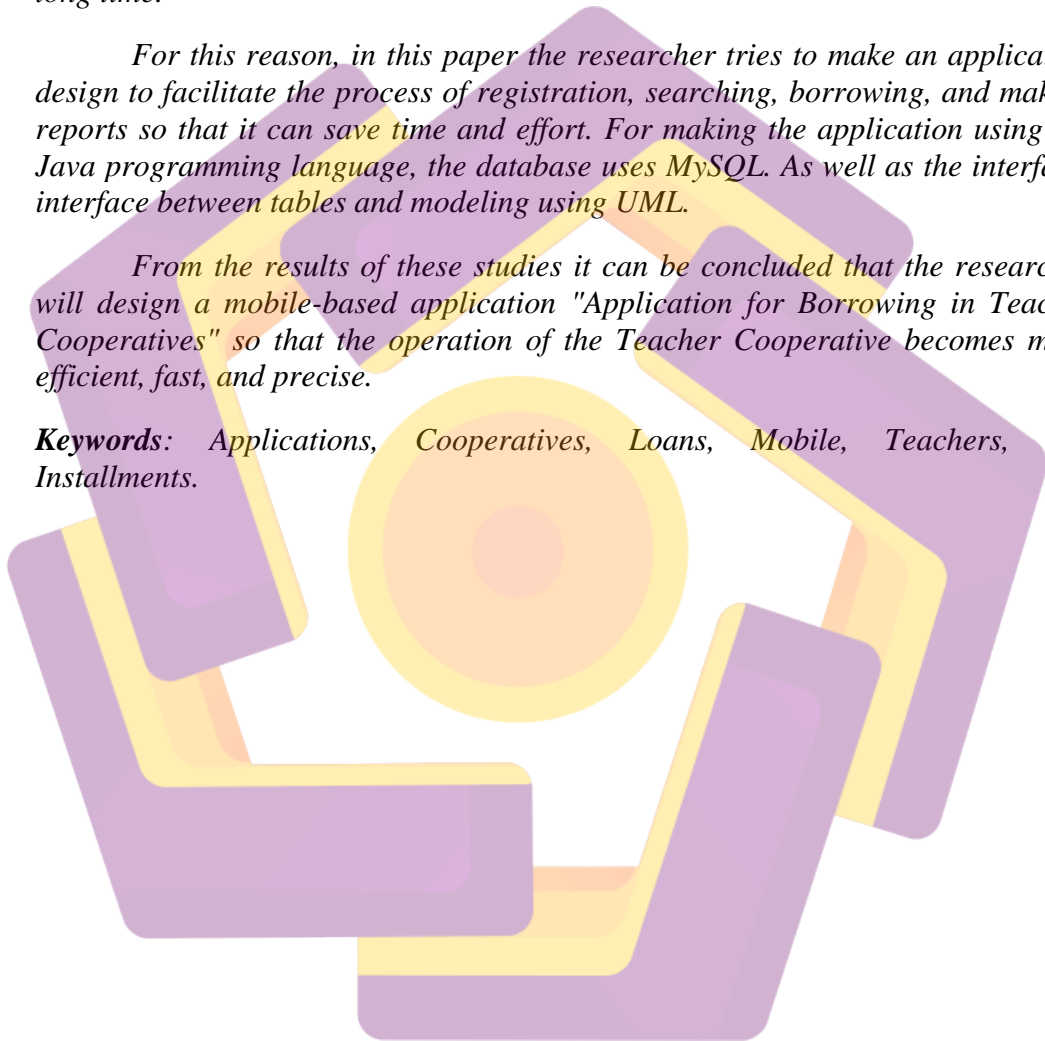 long time.
For this reason, in this paper the researcher tries to make an applica
design to facilitate the process of registration, searching, borrowing, and mak
reports so that it can save time and effort. For making the application using
Java programming language, the database uses MySQL. As well as the interfe
interface between tables and modeling using UML.
From the results of these studies it can be concluded that the researc
will design a mobile-based application "Application for Borrowing in Teac
Cooperatives" so that the operation of the Teacher Cooperative becomes m
efficient, fast, and precise.
Keywords: Applications, Cooperatives, Loans, Mobile, Teachers,
Installments.